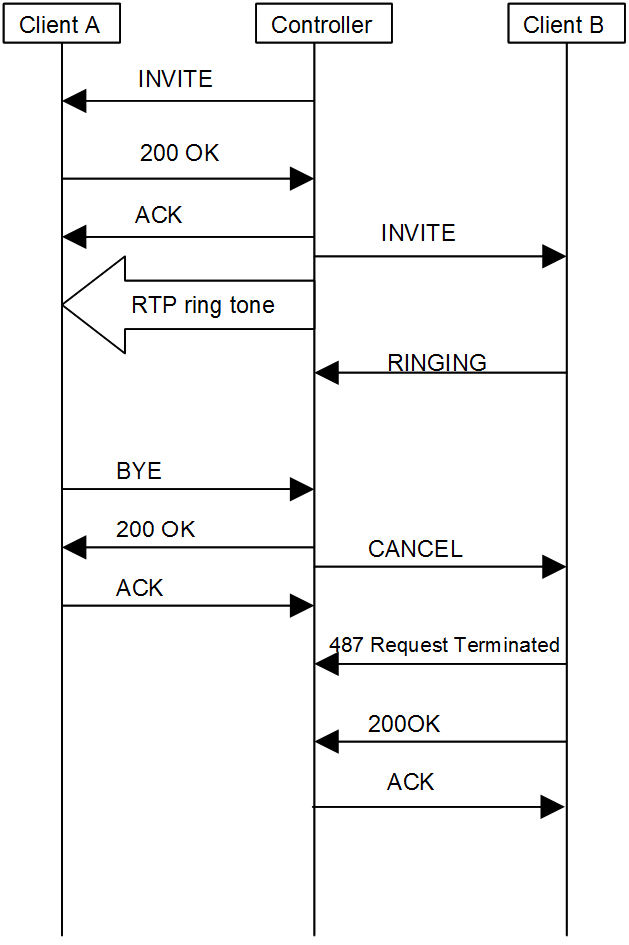 Client A
Controller
Client B
INVITE
200 OK
ACK
INVITE
RTP ring tone
RINGING
BYE
200 OK
CANCEL
ACK
487 Request Terminated
200OK
ACK